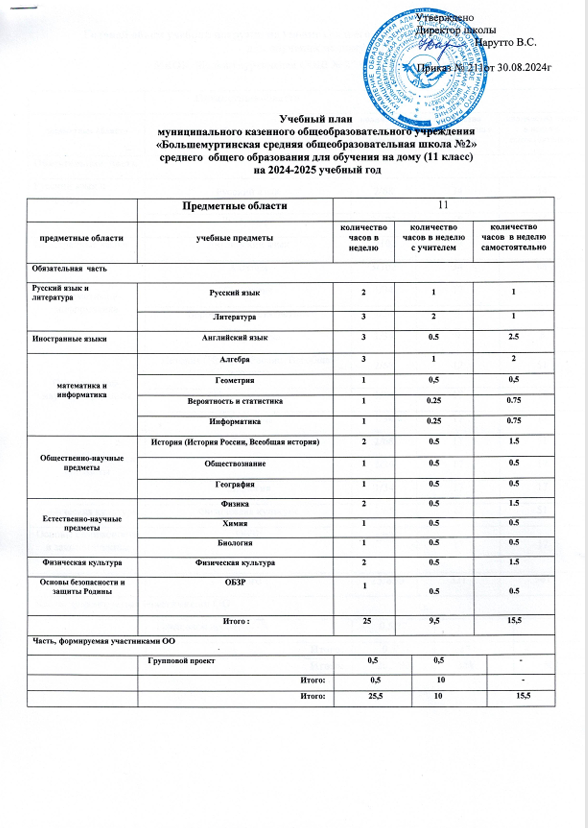 Утверждено
Директор школы
Нарутто В.С.
Приказ № 211от 30.08.2024г
Учебный план
муниципального казенного общеобразовательного учреждения
«Большемуртинская средняя общеобразовательная школа №2»
среднего общего образования для обучения на дому (11 класс)
на 2024-2025 учебный год
Предметные области 11
предметные области учебные предметы количество часов в неделю количество часов в неделю с учителем количество часов в неделю самостоятельно
Обязательная часть
Русский язык и литература Русский язык 2 1 1
Литература 3 2 1
Иностранные языки Английский язык 3 0.5 2.5
математика и информатика Алгебра 3 1 2
Геометрия 1 0,5 0,5
Вероятность и статистика 1 0.25 0.75
Информатика 1 0.25 0.75
Общественно-научные предметы История (История России, Всеобщая история) 2 0.5 1.5
Обществознание 1 0.5 0.5
География 1 0.5 0.5
Естественно-научные предметы Физика 2 0.5 1.5
Химия 1 0.5 0.5
Биология 1 0.5 0.5
Физическая культура Физическая культура 2 0.5 1.5
Основы безопасности и защиты Родины ОБЗР 1 0.5 0.5
Итого : 25 9,5 15,5
Часть, формируемая участниками ОО
Групповой проект 0,5 0,5 -
Итого: 0,5 10 -
Итого: 25,5 10 15,5